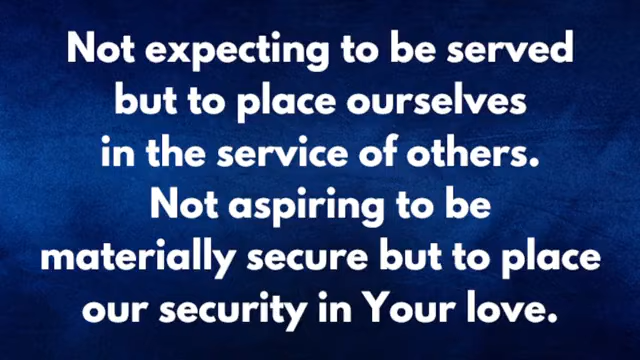 Not expecting to be served
but to place ourselves
in the service of others.
Not aspiring to be
materially secure but to place
our security in Your love.